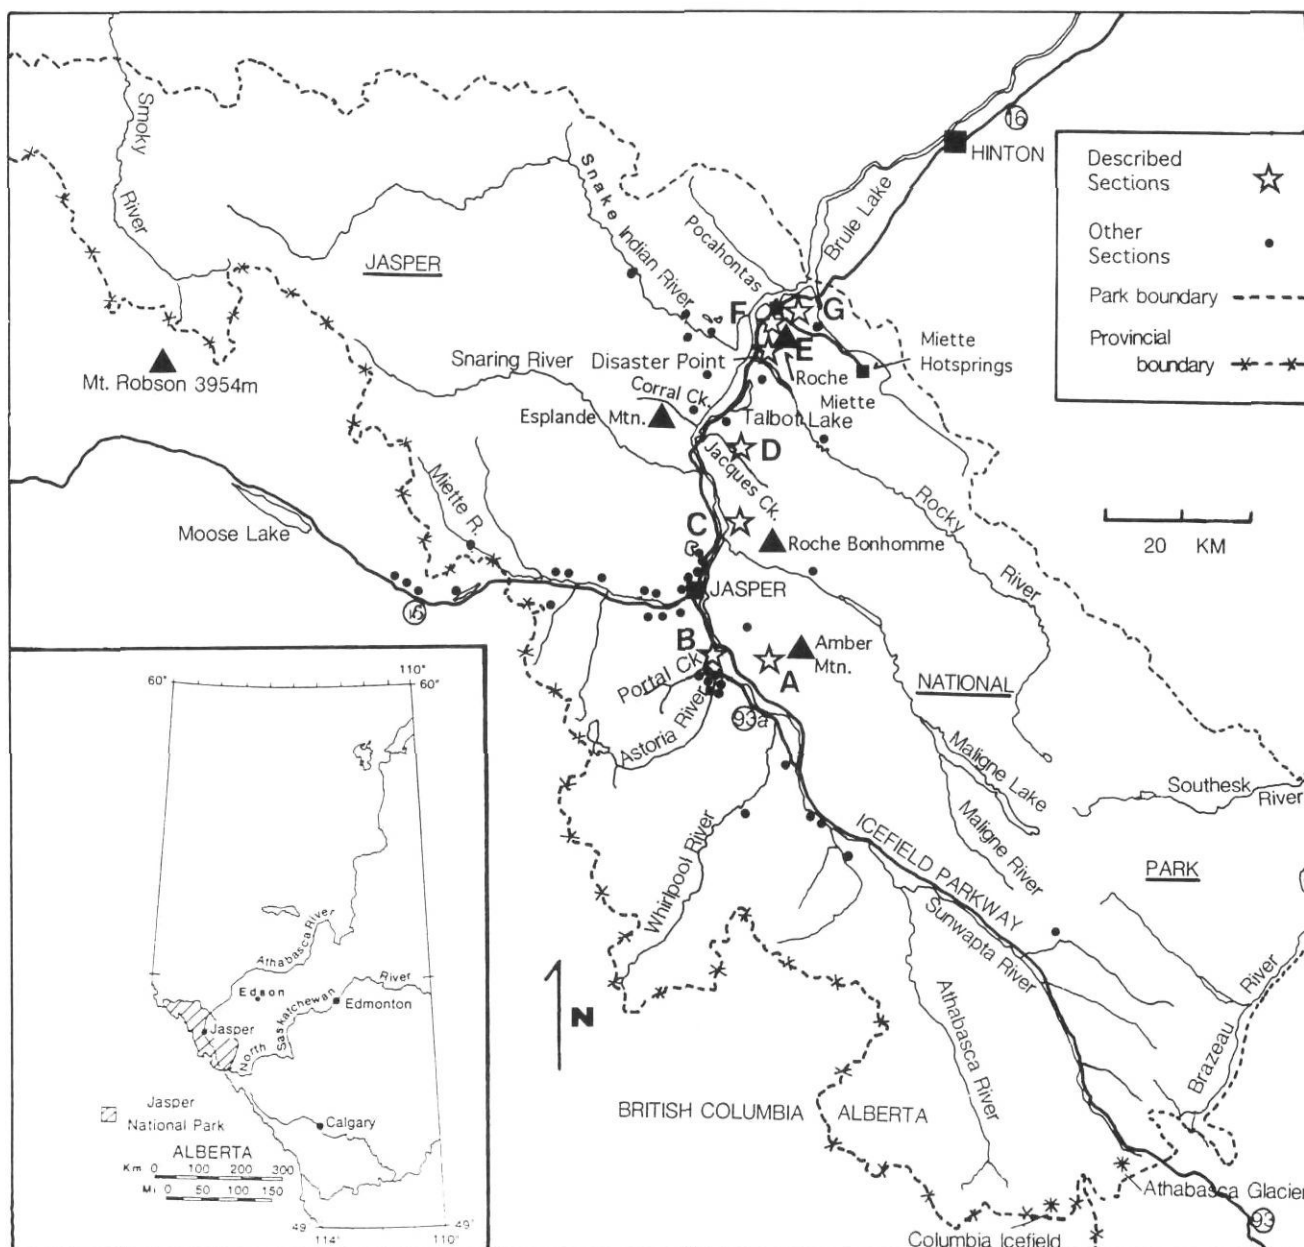 Smoky
River
16
HINTON
Described
Sections
Other
Sections
Park boundary
Provincial
boundary
Snake Indian River
Pocahontas
Brule Lake
JASPER
F
G
E
Miette
Hotsprings
Mt. Robson 3954m
Snaring River
Disaster Point
Roche
Miette
Corral Ck.
Esplande Mtn.
Talbot Lake
D
Jacques Ck.
Rocky
River
Miette R.
Moose Lake
C
Roche Bonhomme
20 KM
JASPER
B
Amber
Mtn.
A
Portal Ck
Astoria River
93a
NATIONAL
Maligne Lake
Maligne River
Southesk
River
PARK
Whirlpool River
ICEFIELD PARKWAY
Sunwapta River
Athabasca River
Brazeau River
N
BRITISH COLUMBIA
ALBERTA
Athabasca Glacier
93
Columbia Icefield
110°
60°
60°
Athabasca River
Edson
North Saskatchewan River
Edmonton
Jasper
Jasper
National Park
Calgary
ALBERTA
Km 0 100 200 300
Mi 0 50 100 150
49°
49°
114°
110°